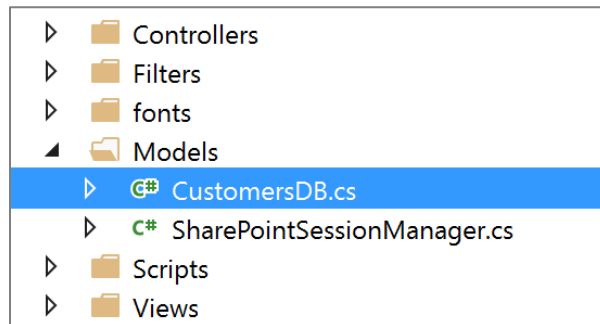 Controllers
Filters
fonts
Models
C# CustomersDB.cs
C# SharePointSessionManager.cs
Scripts
Views